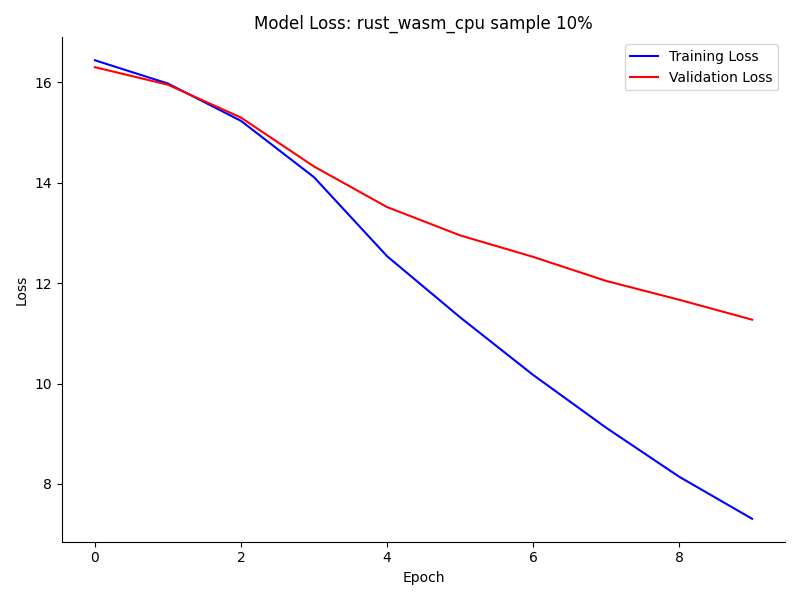 Model Loss: rust_wasm_cpu sample 10%
Training Loss
Validation Loss
Loss
16
14
12
10
8
0 2 4 6 8
Epoch